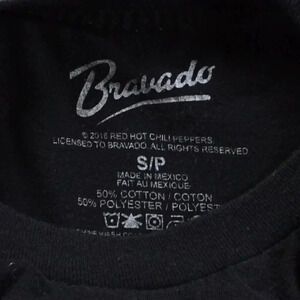 Bravado
© 2016 RED HOT CHILI PEPPERS
LICENSED TO BRAVADO. ALL RIGHTS RESERVED.
S/P
MADE IN MEXICO
FAIT AU MEXIQUE
50% COTTON / COTON
50% POLYESTER / POLYESTER